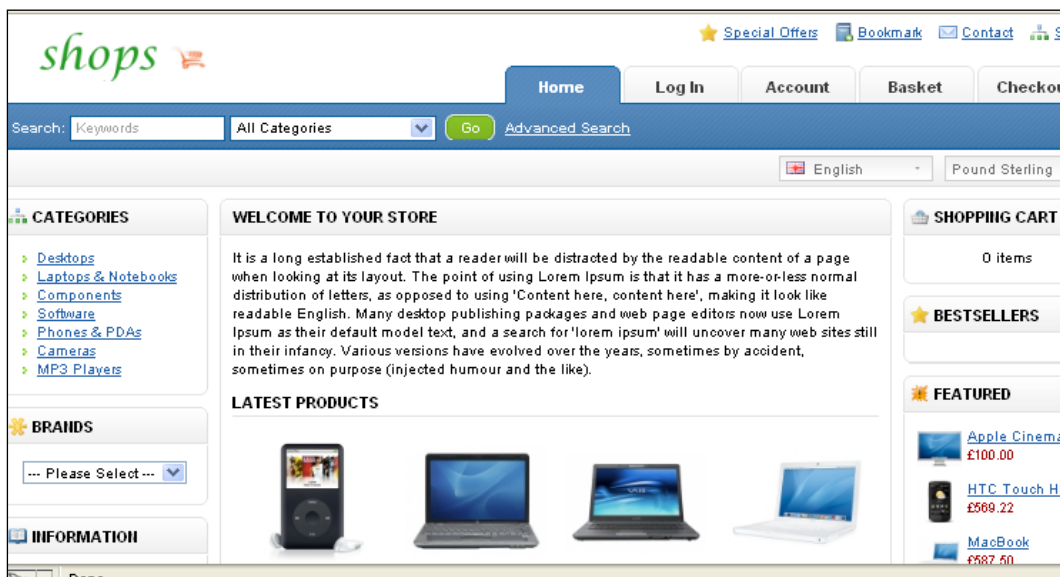 shops
Special Offers Bookmark Contact
Home Log In Account Basket
Search: Keywords All Categories Go Advanced Search
English Pound Sterling
CATEGORIES
Desktops
Laptops & Notebooks
Components
Software
Phones & PDAs
Cameras
MP3 Players
BRANDS
--- Please Select ---
INFORMATION
WELCOME TO YOUR STORE
It is a long established fact that a reader will be distracted by the readable content of a page
when looking at its layout. The point of using Lorem Ipsum is that it has a more-or-less normal
distribution of letters, as opposed to using 'Content here, content here', making it look like
readable English. Many desktop publishing packages and web page editors now use Lorem
Ipsum as their default model text, and a search for 'lorem ipsum' will uncover many web sites still
in their infancy. Various versions have evolved over the years, sometimes by accident,
sometimes on purpose (injected humour and the like).
LATEST PRODUCTS
SHOPPING CART
0 items
BESTSELLERS
FEATURED
Apple Cinema
£100.00
HTC Touch H
£569.22
MacBook
£587.50